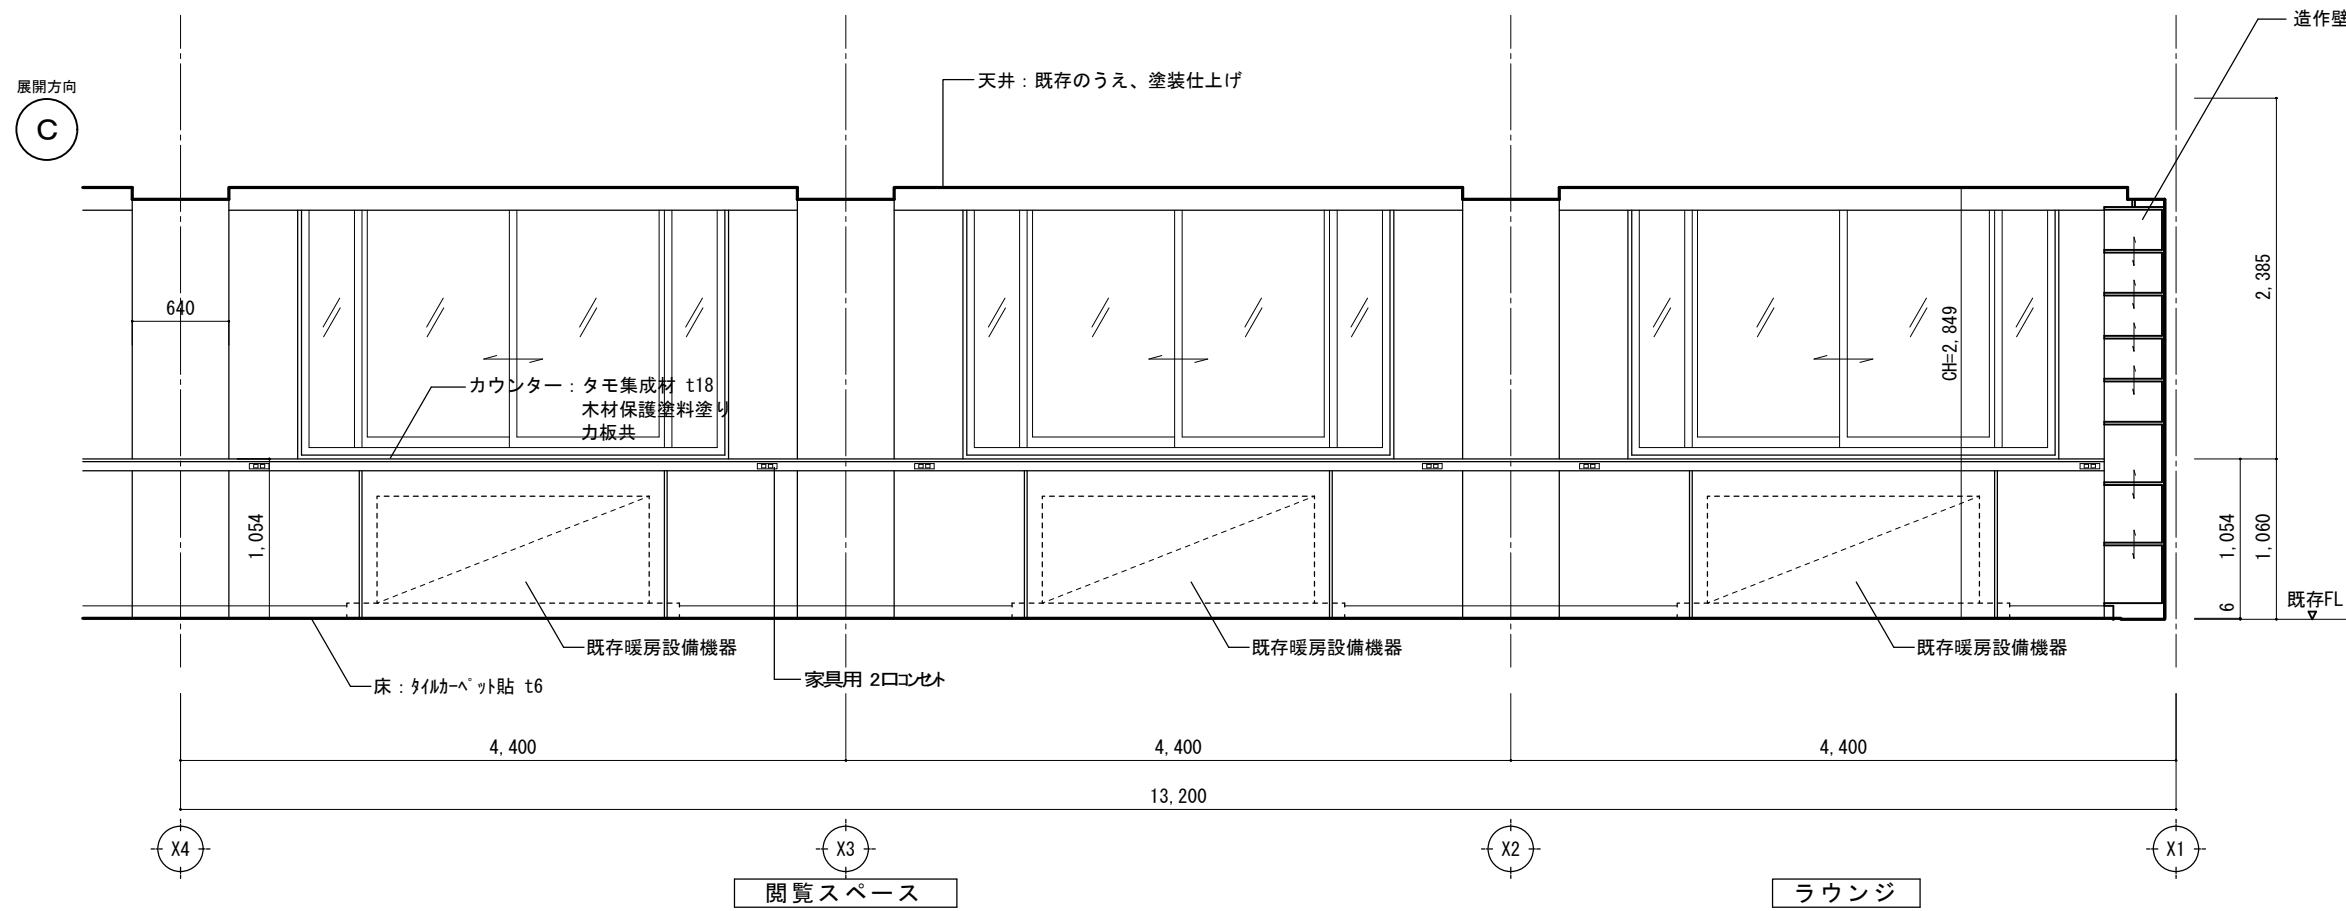 造作壁
展開方向
C
天井：既存のうえ、塗装仕上げ
640
2,385
CH=2,849
カウンター：タモ集成材 t18
木材保護塗料塗り
力板共
1,054
1,054
1,060
6
既存FL
既存暖房設備機器
既存暖房設備機器
既存暖房設備機器
床：ﾀｲﾙｶｰﾍﾟｯﾄ貼 t6
家具用 2口ｺﾝｾﾝﾄ
4,400
4,400
4,400
13,200
X4
X3
X2
X1
閲覧スペース
ラウンジ